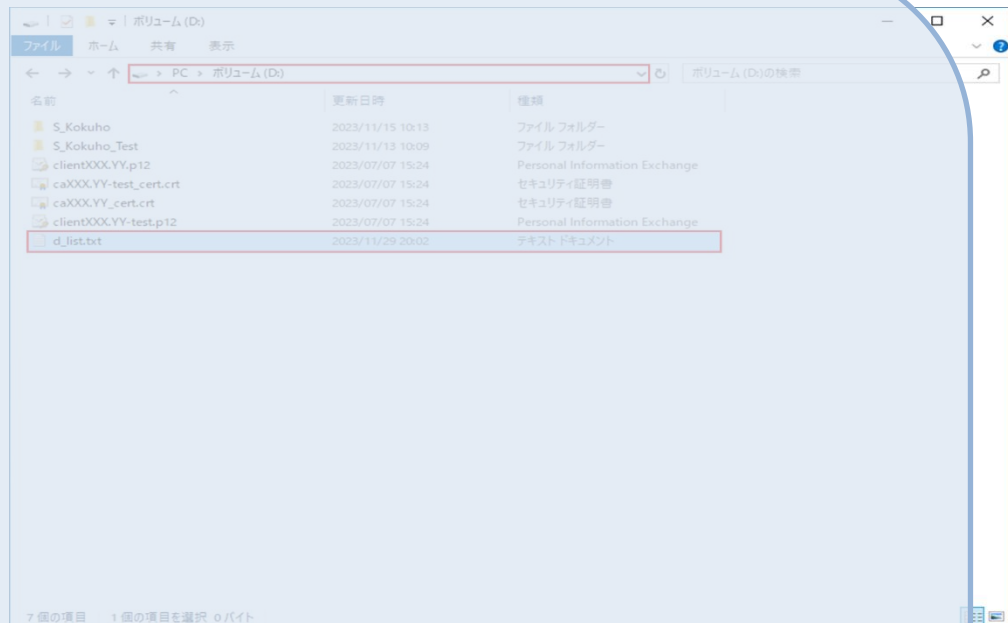 ボリューム (D:)
ファイル ホーム 共有 表示
PC > ボリューム (D:) ボリューム (D:)の検索
名前 更新日時 種類
S_Kokuho 2023/11/15 10:13 ファイル フォルダー
S_Kokuho_Test 2023/11/13 10:09 ファイル フォルダー
clientXXX.YY.p12 2023/07/07 15:24 Personal Information Exchange
caXXX.YY-test_cert.crt 2023/07/07 15:24 セキュリティ証明書
caXXX.YY_cert.crt 2023/07/07 15:24 セキュリティ証明書
clientXXX.YY-test.p12 2023/07/07 15:24 Personal Information Exchange
d_list.txt 2023/11/29 20:02 テキスト ドキュメント
7 個の項目 1 個の項目を選択 0 バイト